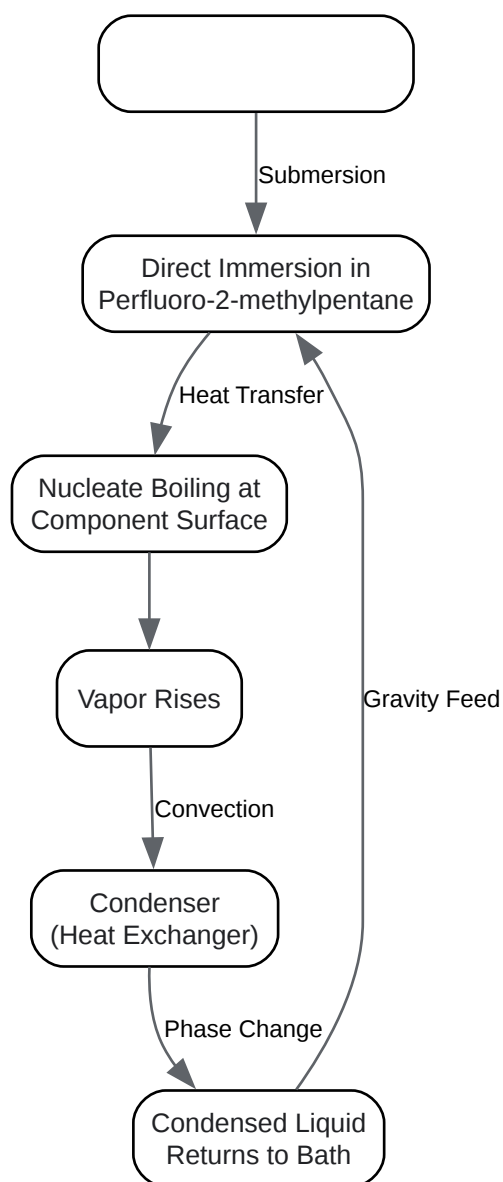 Submersion
Direct Immersion in
Perfluoro-2-methylpentane
Heat Transfer
Nucleate Boiling at
Component Surface
Vapor Rises
Gravity Feed
Convection
Condenser
(Heat Exchanger)
Phase Change
Condensed Liquid
Returns to Bath